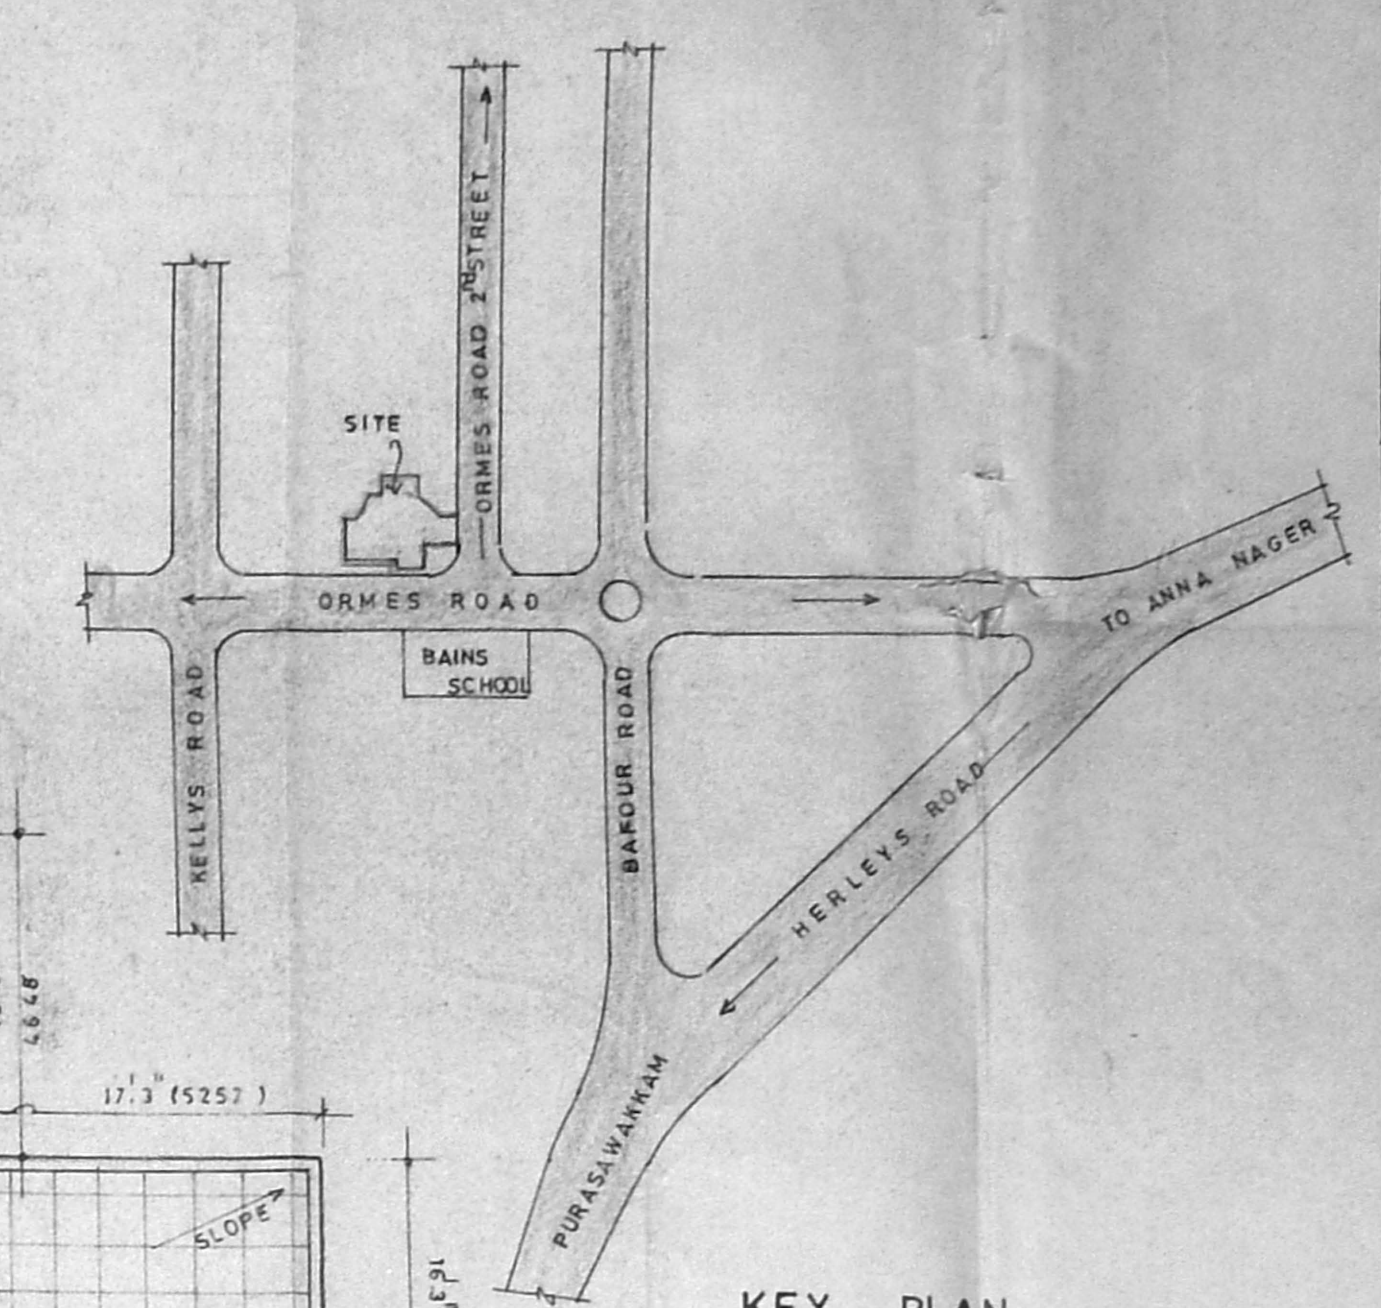 SITE
ORMES ROAD 2nd STREET
ORMES ROAD
BAINS
SCHOOL
TO ANNA NAGER
KELLYS ROAD
BAFOUR ROAD
HERLEYS ROAD
PURASAWAKKAM
4648
17'.3" (5257)
SLOPE
16'.3"
KEY PLAN